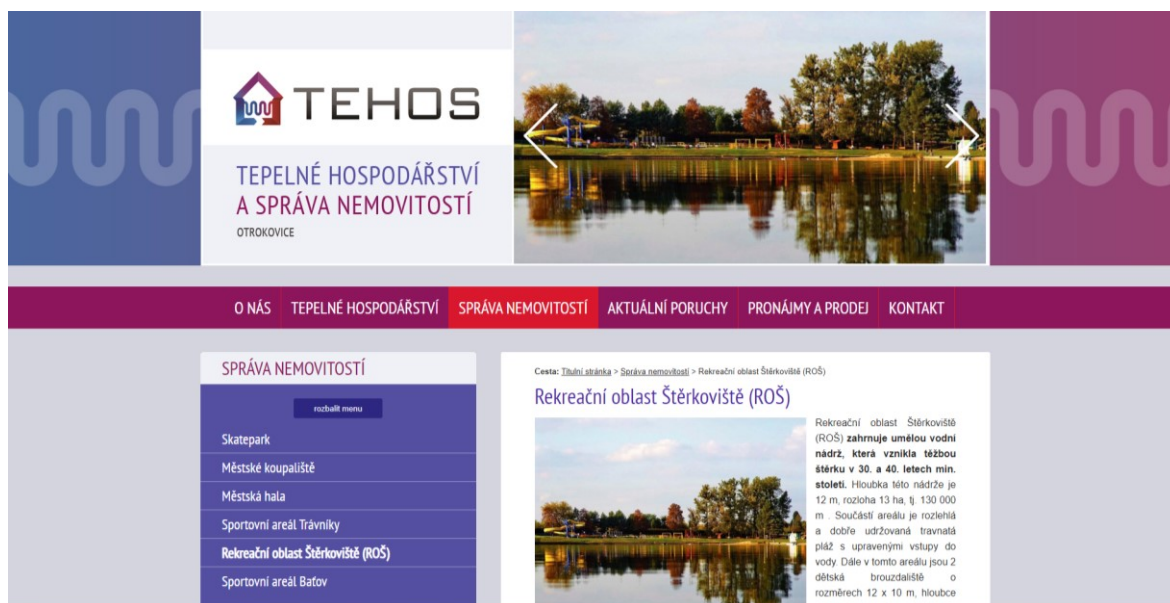 TEHOS
TEPELNÉ HOSPODÁŘSTVÍ
A SPRÁVA NEMOVITOSTÍ
OTROKOVICE
O NÁS TEPELNÉ HOSPODÁŘSTVÍ SPRÁVA NEMOVITOSTÍ AKTUÁLNÍ PORUCHY PRONÁJMY A PRODEJ KONTAKT
SPRÁVA NEMOVITOSTÍ
rozbalit menu
Skatepark
Městské koupaliště
Městská hala
Sportovní areál Trávníky
Rekreační oblast Štěrkoviště (ROŠ)
Sportovní areál Baťov
Cesta: Titulní stránka > Správa nemovitostí > Rekreační oblast Štěrkoviště (ROŠ)
Rekreační oblast Štěrkoviště (ROŠ)
Rekreační oblast Štěrkoviště
(ROŠ) zahrnuje umělou vodní
nádrž, která vznikla těžbou
štěrku v 30. a 40. letech min.
století. Hloubka této nádrže je
12 m, rozloha 13 ha, tj. 130 000
m . Součástí areálu je rozlehlá
a dobře udržovaná travnatá
pláž s upravenými vstupy do
vody. Dále v tomto areálu jsou 2
dětská brouzdaliště o
rozměrech 12 x 10 m, hloubce